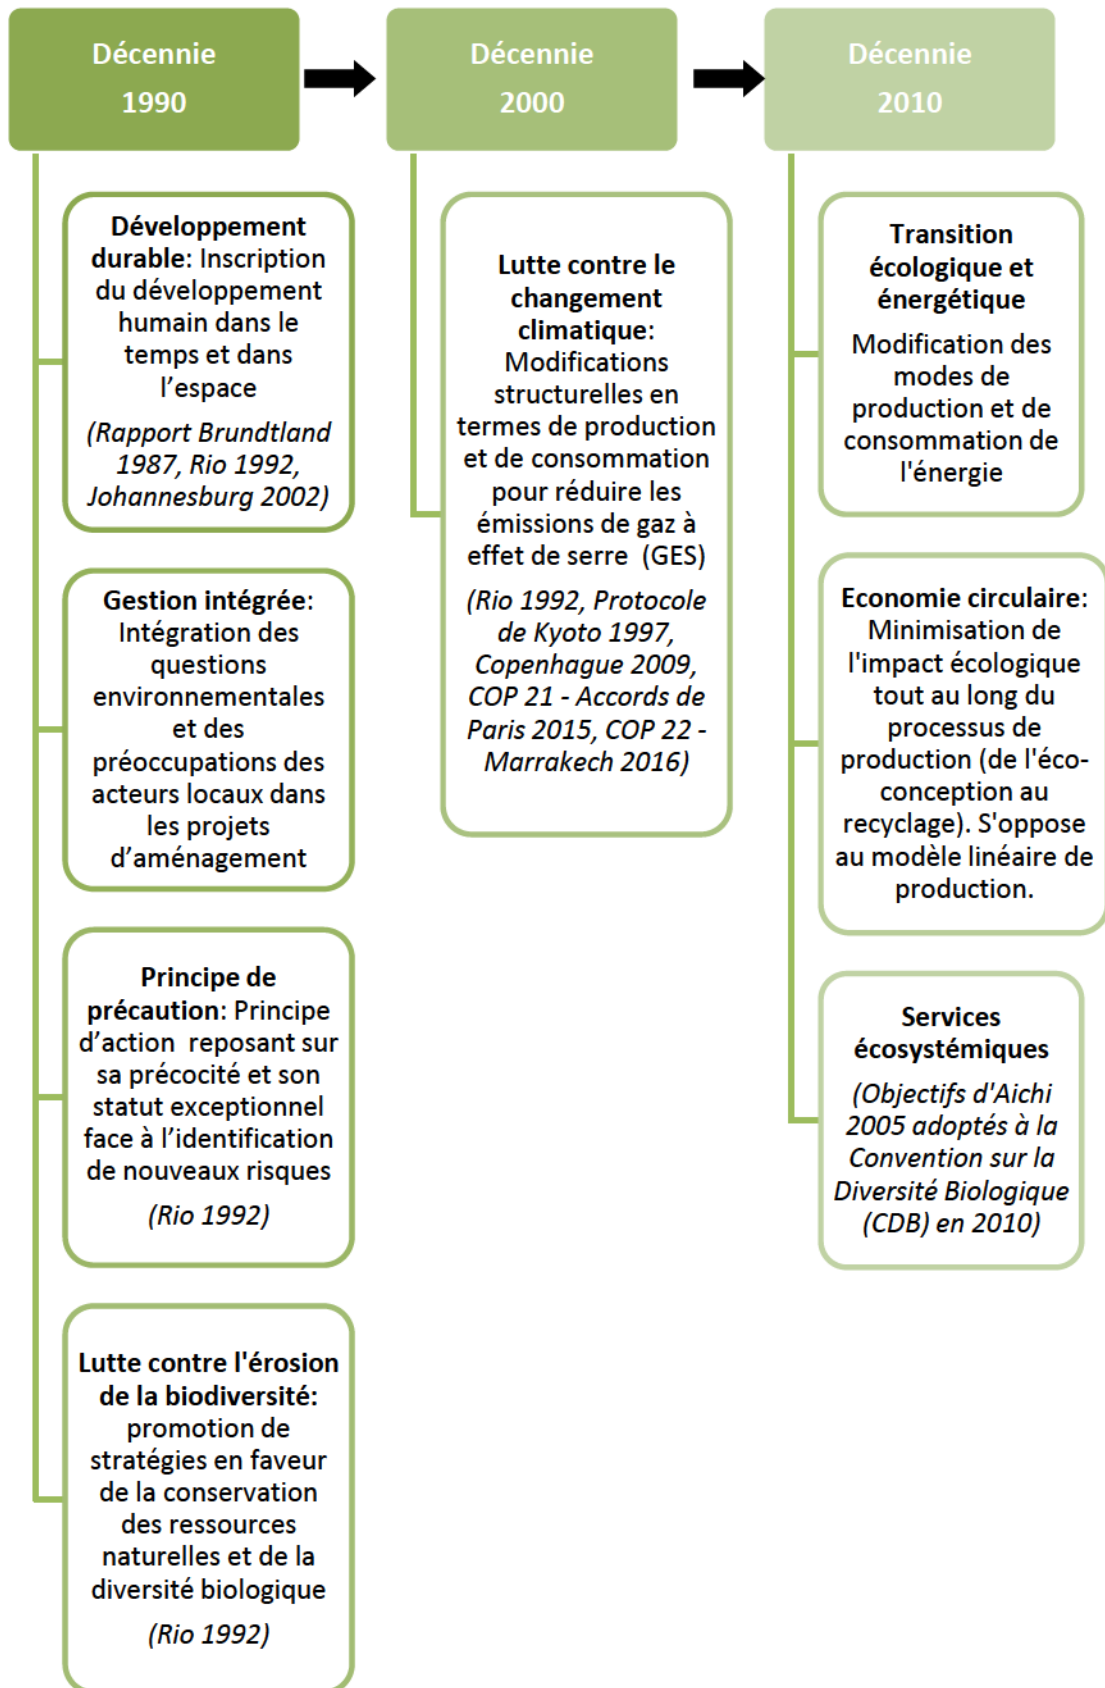 Décennie
1990
Décennie
2000
Décennie
2010
Développement
durable: Inscription
du développement
humain dans le
temps et dans
l’espace
(Rapport Brundtland
1987, Rio 1992,
Johannesburg 2002)
Gestion intégrée:
Intégration des
questions
environnementales
et des
préoccupations des
acteurs locaux dans
les projets
d’aménagement
Principe de
précaution: Principe
d’action reposant sur
sa précocité et son
statut exceptionnel
face à l’identification
de nouveaux risques
(Rio 1992)
Lutte contre l'érosion
de la biodiversité:
promotion de
stratégies en faveur
de la conservation
des ressources
naturelles et de la
diversité biologique
(Rio 1992)
Lutte contre le
changement
climatique:
Modifications
structurelles en
termes de production
et de consommation
pour réduire les
émissions de gaz à
effet de serre (GES)
(Rio 1992, Protocole
de Kyoto 1997,
Copenhague 2009,
COP 21 - Accords de
Paris 2015, COP 22 -
Marrakech 2016)
Transition
écologique et
énergétique
Modification des
modes de
production et de
consommation de
l'énergie
Economie circulaire:
Minimisation de
l'impact écologique
tout au long du
processus de
production (de l'éco-
conception au
recyclage). S'oppose
au modèle linéaire de
production.
Services
écosystémiques
(Objectifs d'Aichi
2005 adoptés à la
Convention sur la
Diversité Biologique
(CDB) en 2010)